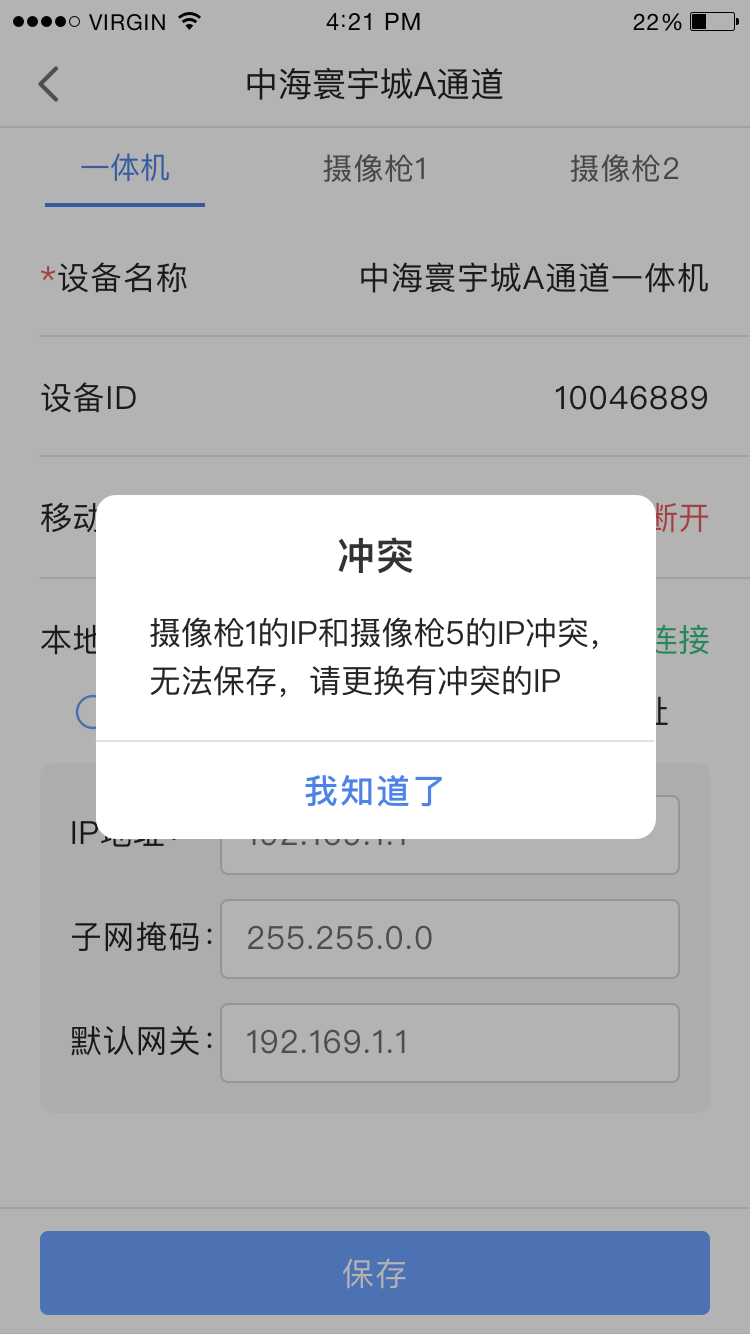 VIRGIN 4:21 PM 22%
中海寰宇城A通道
一体机 摄像枪1 摄像枪2
*设备名称 中海寰宇城A通道一体机
设备ID 10046889
移动 断开
本地 连接
冲突
摄像枪1的IP和摄像枪5的IP冲突，
无法保存，请更换有冲突的IP
我知道了
IP地址：
子网掩码： 255.255.0.0
默认网关： 192.169.1.1
保存